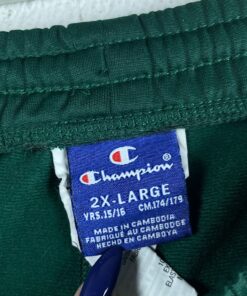 Champion
2X-LARGE
YRS.15/16 CM.174/179
MADE IN CAMBODIA
FABRIQUÉ AU CAMBODGE
HECHO EN CAMBOYA